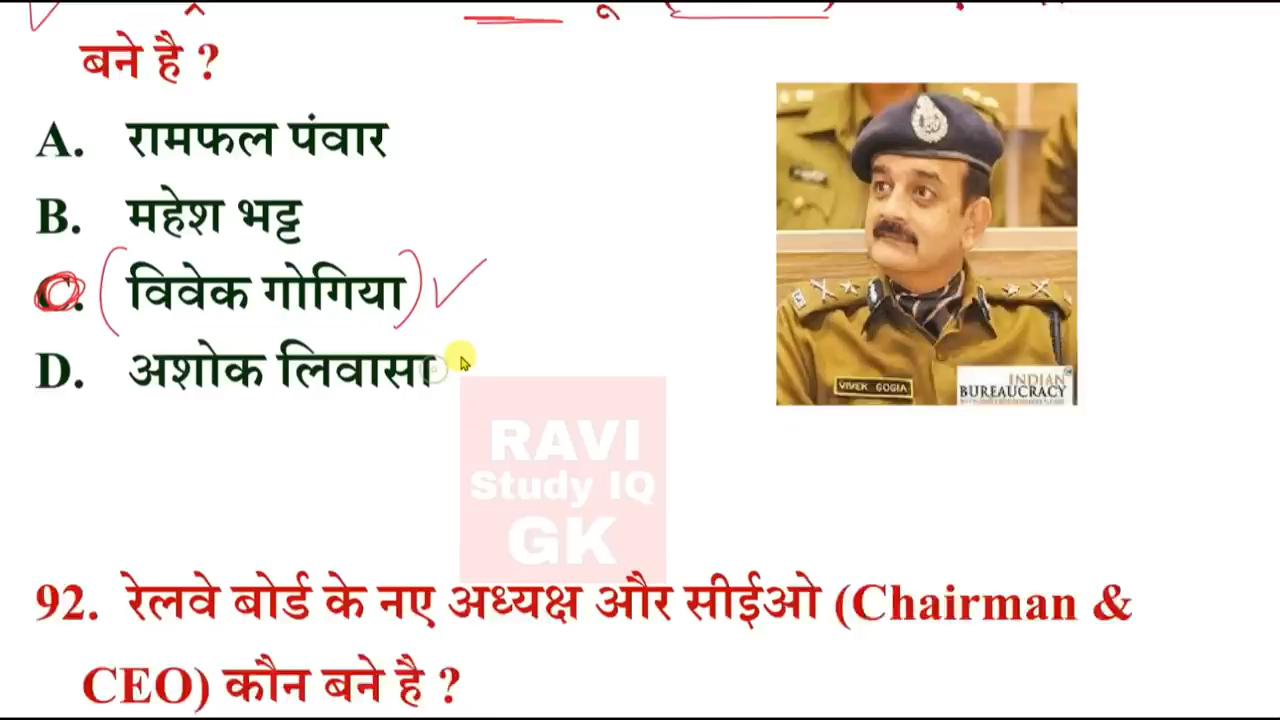 बने है ?
A. रामफल पंवार
B. महेश भट्ट
C. विवेक गोगिया
D. अशोक लिवासा
VIVEK GOGIA
INDIAN
BUREAUCRACY
RAVI
Study IQ
GK
92. रेलवे बोर्ड के नए अध्यक्ष और सीईओ (Chairman &
CEO) कौन बने है ?